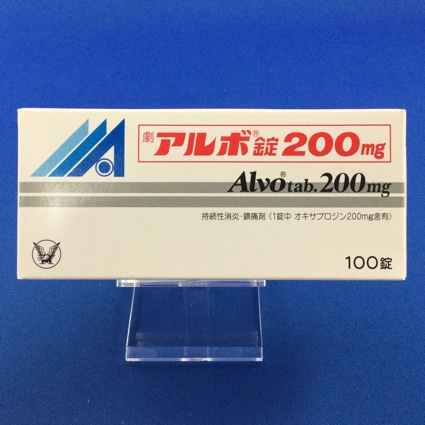 劇 アルボ®錠200mg
Alvo® tab.200mg
持続性消炎・鎮痛剤（1錠中 オキサプロジン200mg含有）
100錠